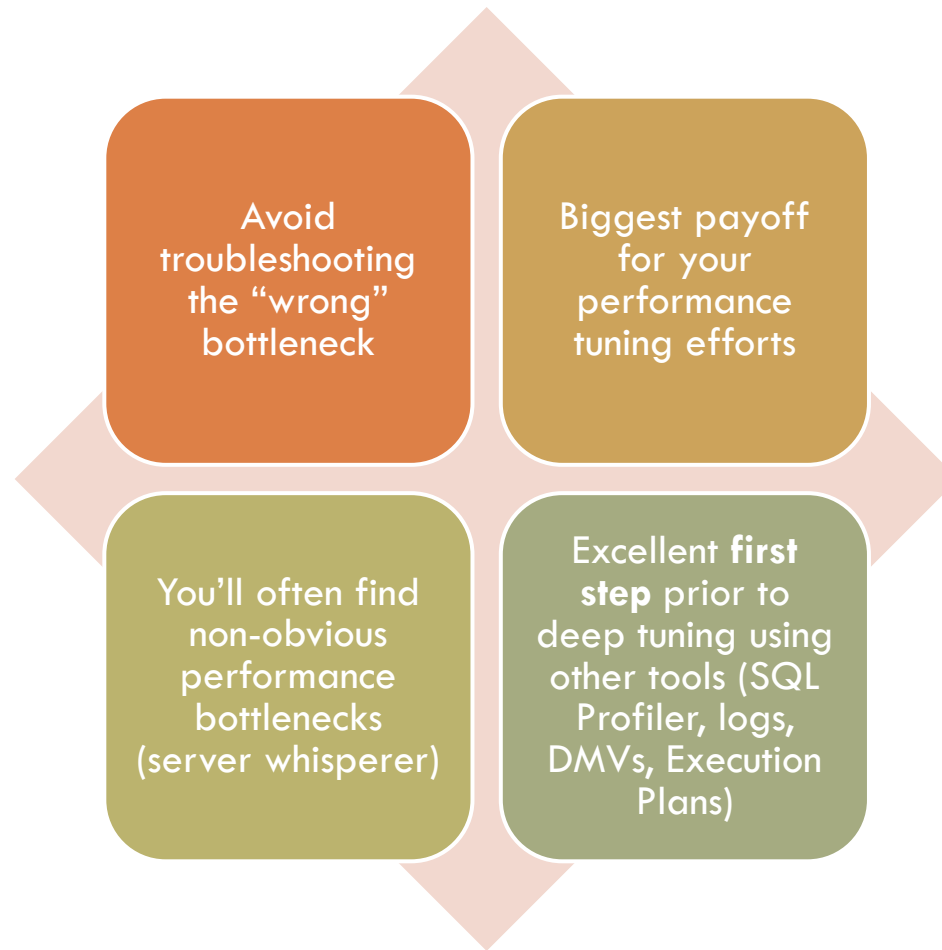 Avoid
troubleshooting
the “wrong”
bottleneck
Biggest payoff
for your
performance
tuning efforts
You’ll often find
non-obvious
performance
bottlenecks
(server whisperer)
Excellent first
step prior to
deep tuning using
other tools (SQL
Profiler, logs,
DMVs, Execution
Plans)